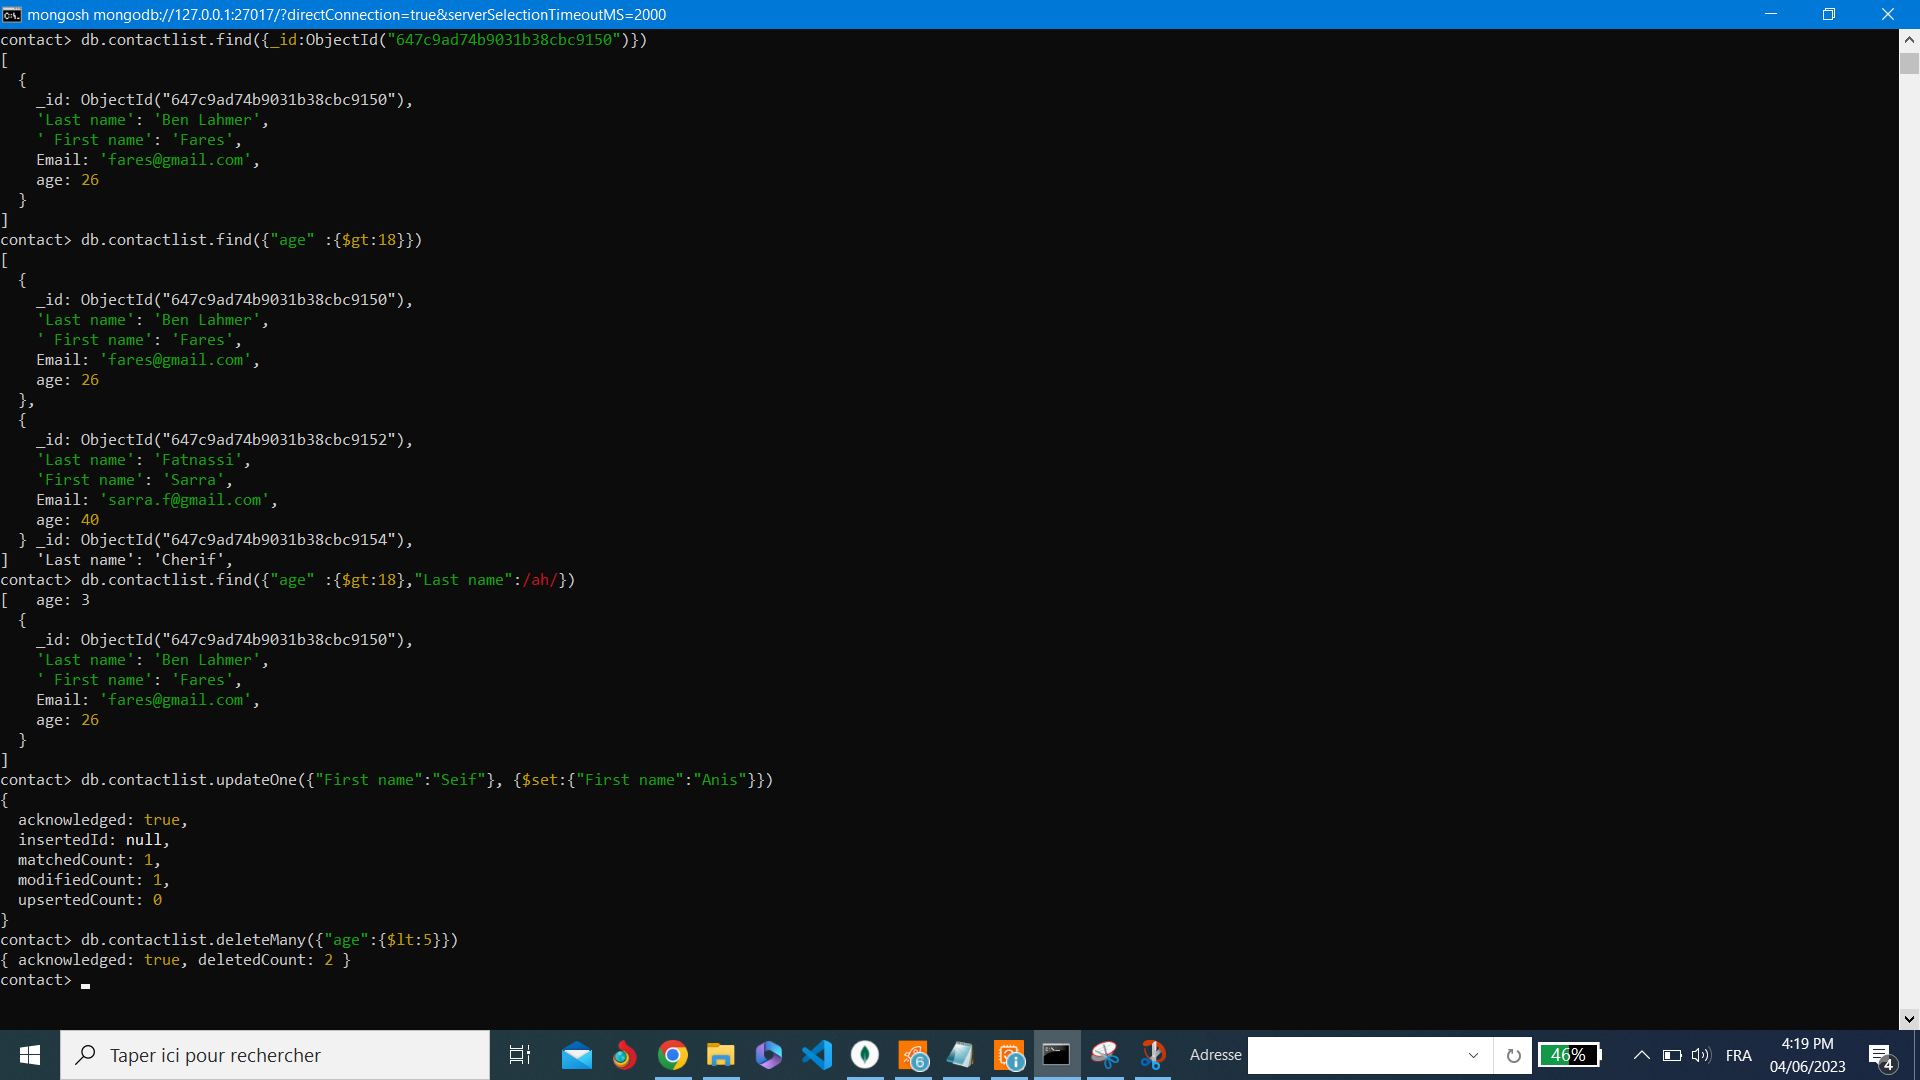 mongosh mongodb://127.0.0.1:27017/?directConnection=true&serverSelectionTimeoutMS=2000
contact> db.contactlist.find({_id:ObjectId("647c9ad74b9031b38cbc9150")})
[
  {
    _id: ObjectId("647c9ad74b9031b38cbc9150"),
    'Last name': 'Ben Lahmer',
    ' First name': 'Fares',
    Email: 'fares@gmail.com',
    age: 26
  }
]
contact> db.contactlist.find({"age" :{$gt:18}})
[
  {
    _id: ObjectId("647c9ad74b9031b38cbc9150"),
    'Last name': 'Ben Lahmer',
    ' First name': 'Fares',
    Email: 'fares@gmail.com',
    age: 26
  },
  {
    _id: ObjectId("647c9ad74b9031b38cbc9152"),
    'Last name': 'Fatnassi',
    'First name': 'Sarra',
    Email: 'sarra.f@gmail.com',
    age: 40
  } _id: ObjectId("647c9ad74b9031b38cbc9154"),
]   'Last name': 'Cherif',
contact> db.contactlist.find({"age" :{$gt:18},"Last name":/ah/})
[   age: 3
  {
    _id: ObjectId("647c9ad74b9031b38cbc9150"),
    'Last name': 'Ben Lahmer',
    ' First name': 'Fares',
    Email: 'fares@gmail.com',
    age: 26
  }
]
contact> db.contactlist.updateOne({"First name":"Seif"}, {$set:{"First name":"Anis"}})
{
  acknowledged: true,
  insertedId: null,
  matchedCount: 1,
  modifiedCount: 1,
  upsertedCount: 0
}
contact> db.contactlist.deleteMany({"age":{$lt:5}})
{ acknowledged: true, deletedCount: 2 }
contact>
Taper ici pour rechercher
6
Adresse
46%
FRA
4:19 PM
04/06/2023
4